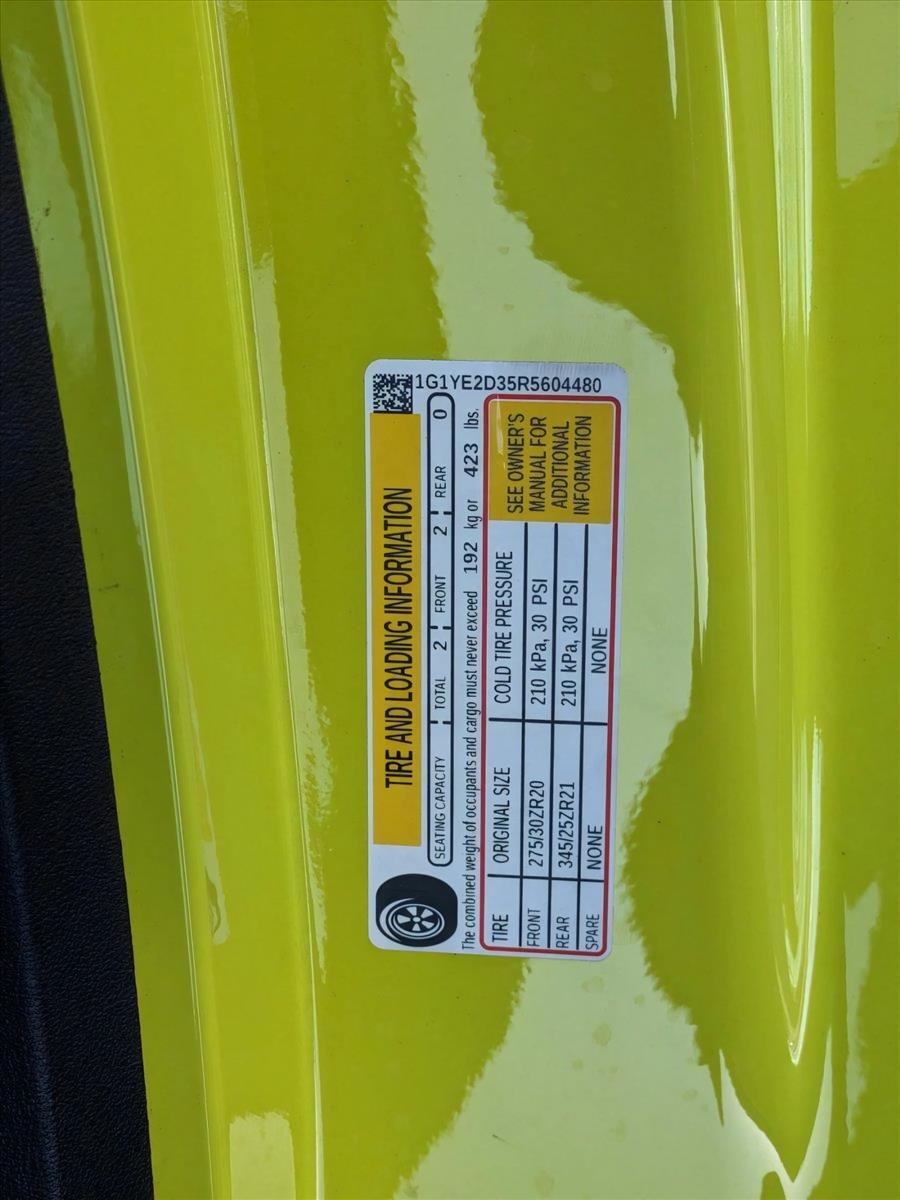 1G1YE2D35R5604480
TIRE AND LOADING INFORMATION
SEATING CAPACITY TOTAL 2 FRONT 2 REAR 0
The combined weight of occupants and cargo must never exceed 192 kg or 423 lbs.
TIRE ORIGINAL SIZE COLD TIRE PRESSURE
FRONT 275/30ZR20 210 kPa, 30 PSI
REAR 345/25ZR21 210 kPa, 30 PSI
SPARE NONE NONE
SEE OWNER'S
MANUAL FOR
ADDITIONAL
INFORMATION